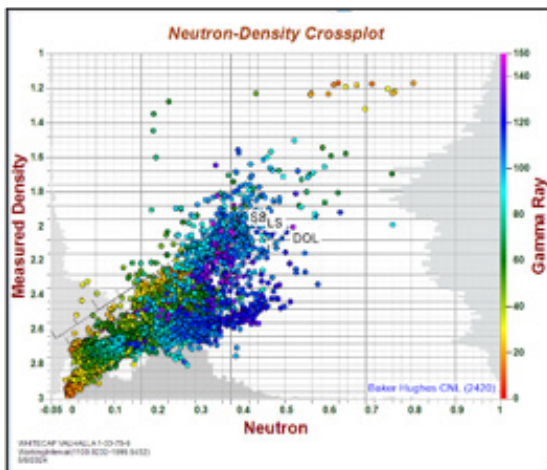 Neutron-Density Crossplot
Measured Density
1
1.2
1.4
1.6
1.8
2
2.2
2.4
2.6
2.8
3
SS
LS
DOL
Baker Hughes CNL (2420)
-0.05 0 0.1 0.2 0.3 0.4 0.5 0.6 0.7 0.8 0.9 1
Neutron
150
140
120
100
80
60
40
20
0
Gamma Ray
WHITECAP VALHALLA